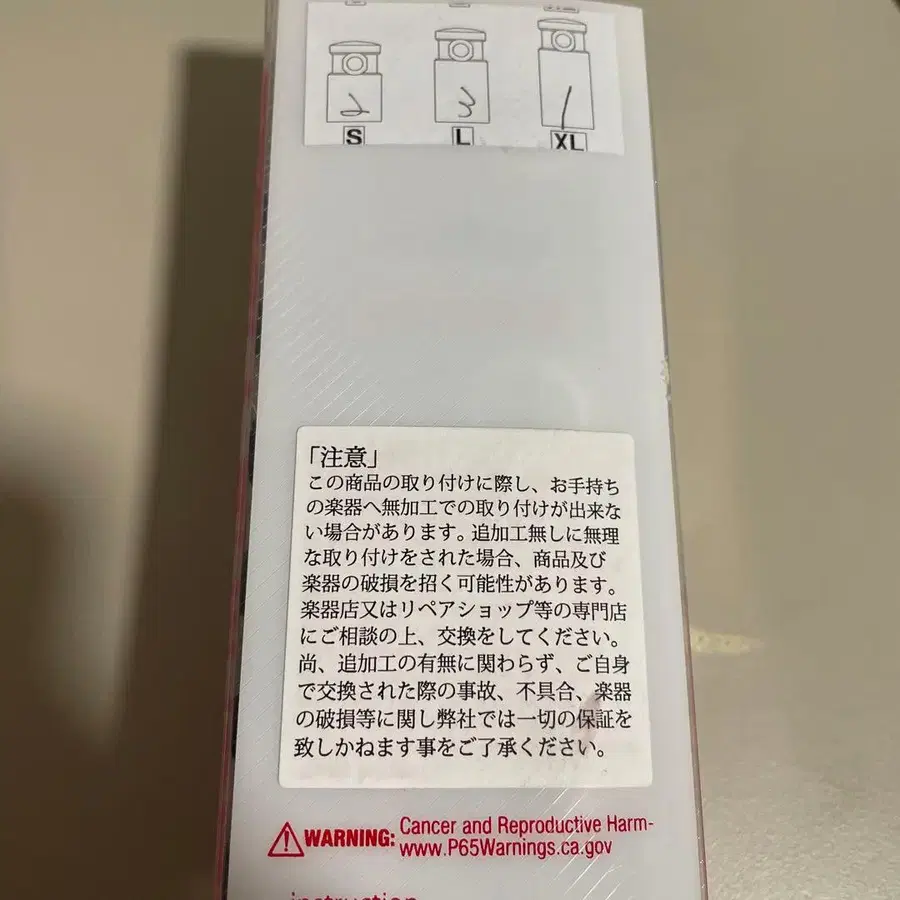 2 3 1
S L XL
「注意」
この商品の取り付けに際し、お手持ち
の楽器へ無加工での取り付けが出来な
い場合があります。追加工無しに無理
な取り付けをされた場合、商品及び
楽器の破損を招く可能性があります。
楽器店又はリペアショップ等の専門店
にご相談の上、交換をしてください。
尚、追加工の有無に関わらず、ご自身
で交換された際の事故、不具合、楽器
の破損等に関し弊社では一切の保証を
致しかねます事をご了承ください。
WARNING: Cancer and Reproductive Harm-
www.P65Warnings.ca.gov
instruction